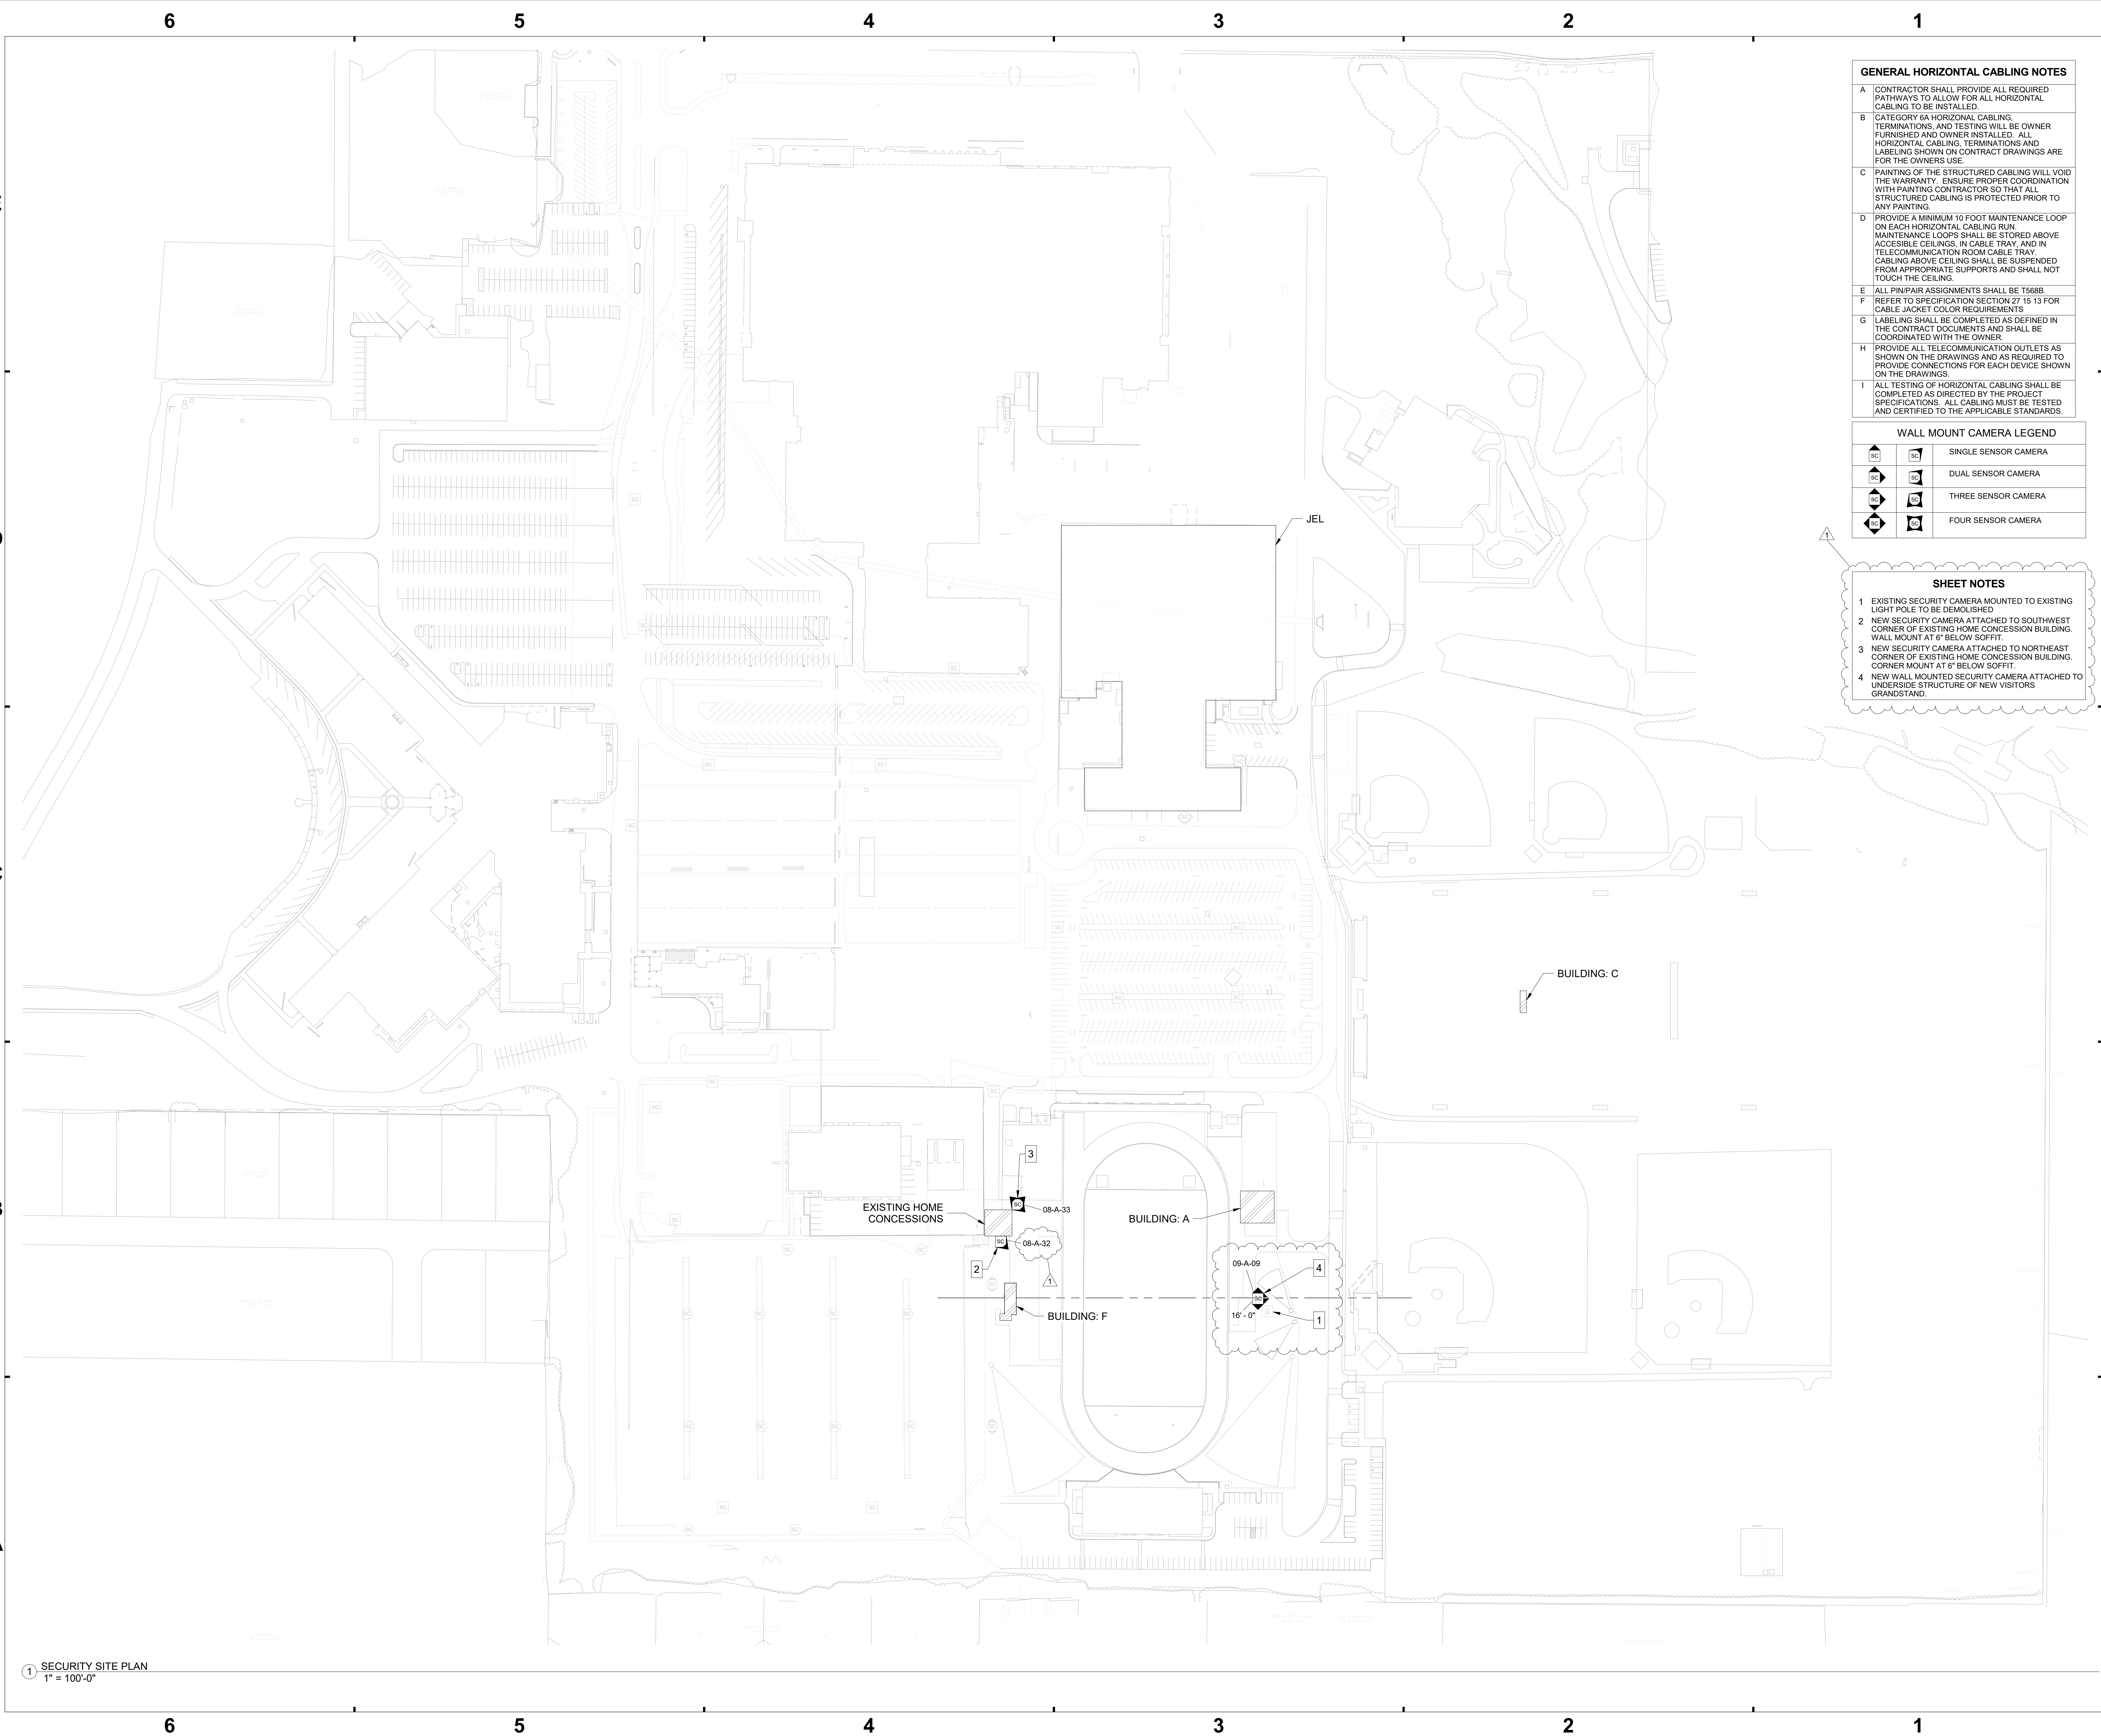 6 5 4 3 2 1
GENERAL HORIZONTAL CABLING NOTES
A CONTRACTOR SHALL PROVIDE ALL REQUIRED
PATHWAYS TO ALLOW FOR ALL HORIZONTAL
CABLING TO BE INSTALLED.
B CATEGORY 6A HORIZONAL CABLING,
TERMINATIONS, AND TESTING WILL BE OWNER
FURNISHED AND OWNER INSTALLED. ALL
HORIZONTAL CABLING, TERMINATIONS AND
LABELING SHOWN ON CONTRACT DRAWINGS ARE
FOR THE OWNERS USE.
C PAINTING OF THE STRUCTURED CABLING WILL VOID
THE WARRANTY. ENSURE PROPER COORDINATION
WITH PAINTING CONTRACTOR SO THAT ALL
STRUCTURED CABLING IS PROTECTED PRIOR TO
ANY PAINTING.
D PROVIDE A MINIMUM 10 FOOT MAINTENANCE LOOP
ON EACH HORIZONTAL CABLING RUN.
MAINTENANCE LOOPS SHALL BE STORED ABOVE
ACCESIBLE CEILINGS, IN CABLE TRAY, AND IN
TELECOMMUNICATION ROOM CABLE TRAY.
CABLING ABOVE CEILING SHALL BE SUSPENDED
FROM APPROPRIATE SUPPORTS AND SHALL NOT
TOUCH THE CEILING.
E ALL PIN/PAIR ASSIGNMENTS SHALL BE T568B.
F REFER TO SPECIFICATION SECTION 27 15 13 FOR
CABLE JACKET COLOR REQUIREMENTS
G LABELING SHALL BE COMPLETED AS DEFINED IN
THE CONTRACT DOCUMENTS AND SHALL BE
COORDINATED WITH THE OWNER.
H PROVIDE ALL TELECOMMUNICATION OUTLETS AS
SHOWN ON THE DRAWINGS AND AS REQUIRED TO
PROVIDE CONNECTIONS FOR EACH DEVICE SHOWN
ON THE DRAWINGS.
I ALL TESTING OF HORIZONTAL CABLING SHALL BE
COMPLETED AS DIRECTED BY THE PROJECT
SPECIFICATIONS. ALL CABLING MUST BE TESTED
AND CERTIFIED TO THE APPLICABLE STANDARDS.
WALL MOUNT CAMERA LEGEND
SC SC SINGLE SENSOR CAMERA
SC SC DUAL SENSOR CAMERA
SC SC THREE SENSOR CAMERA
SC SC FOUR SENSOR CAMERA
1
SHEET NOTES
1 EXISTING SECURITY CAMERA MOUNTED TO EXISTING
LIGHT POLE TO BE DEMOLISHED
2 NEW SECURITY CAMERA ATTACHED TO SOUTHWEST
CORNER OF EXISTING HOME CONCESSION BUILDING.
WALL MOUNT AT 6" BELOW SOFFIT.
3 NEW SECURITY CAMERA ATTACHED TO NORTHEAST
CORNER OF EXISTING HOME CONCESSION BUILDING.
CORNER MOUNT AT 6" BELOW SOFFIT.
4 NEW WALL MOUNTED SECURITY CAMERA ATTACHED TO
UNDERSIDE STRUCTURE OF NEW VISITORS
GRANDSTAND.
JEL
BUILDING: C
3
SC
08-A-33
EXISTING HOME
CONCESSIONS
BUILDING: A
SC
08-A-32
2
1
09-A-09
4
SC
16' - 0"
1
BUILDING: F
1 SECURITY SITE PLAN
1" = 100'-0"
6 5 4 3 2 1